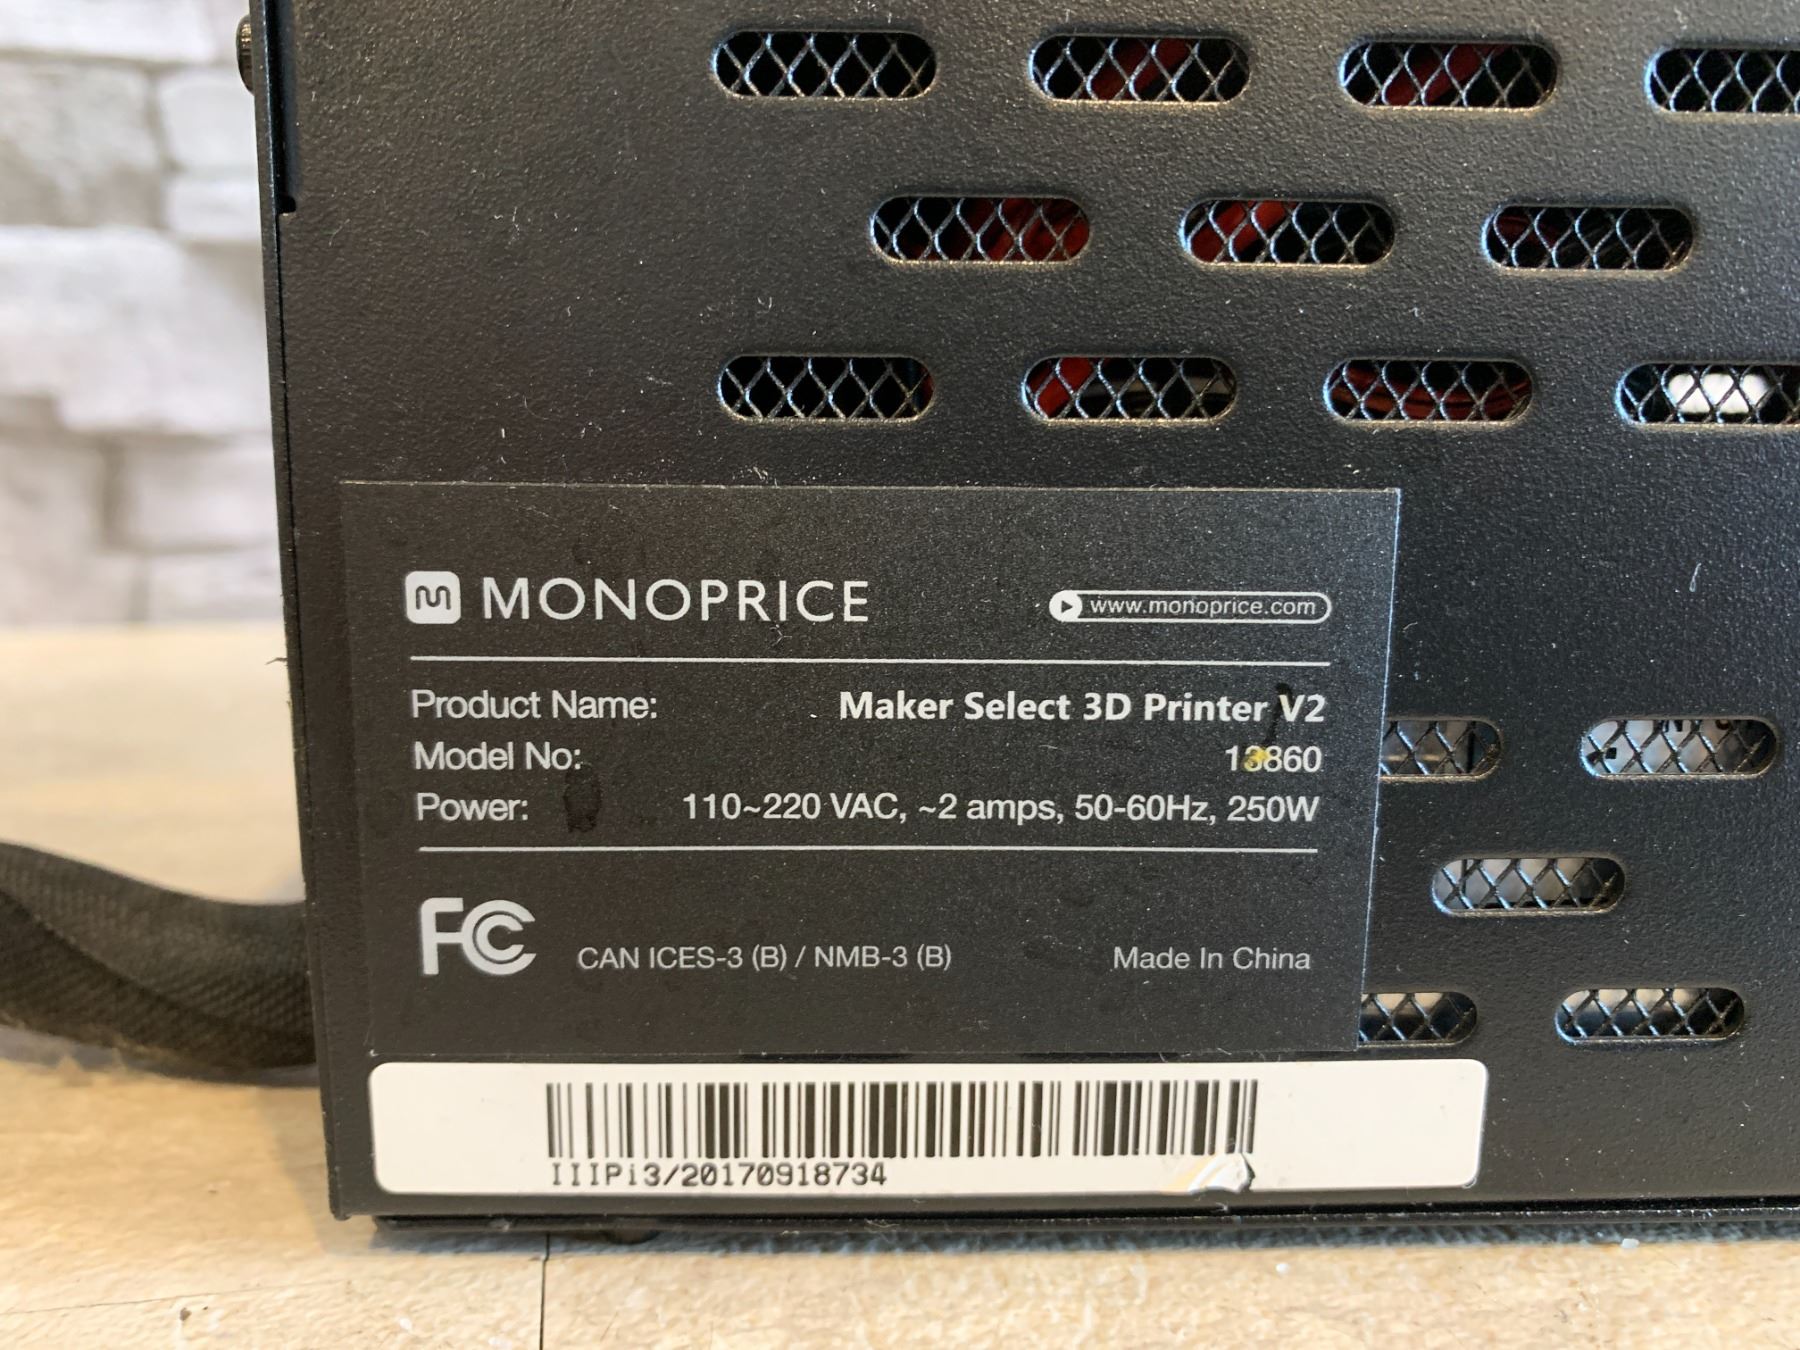 MONOPRICE
www.monoprice.com
Product Name: Maker Select 3D Printer V2
Model No: 13860
Power: 110~220 VAC, ~2 amps, 50-60Hz, 250W
FC CAN ICES-3 (B) / NMB-3 (B) Made In China
IIIPi3/20170918734